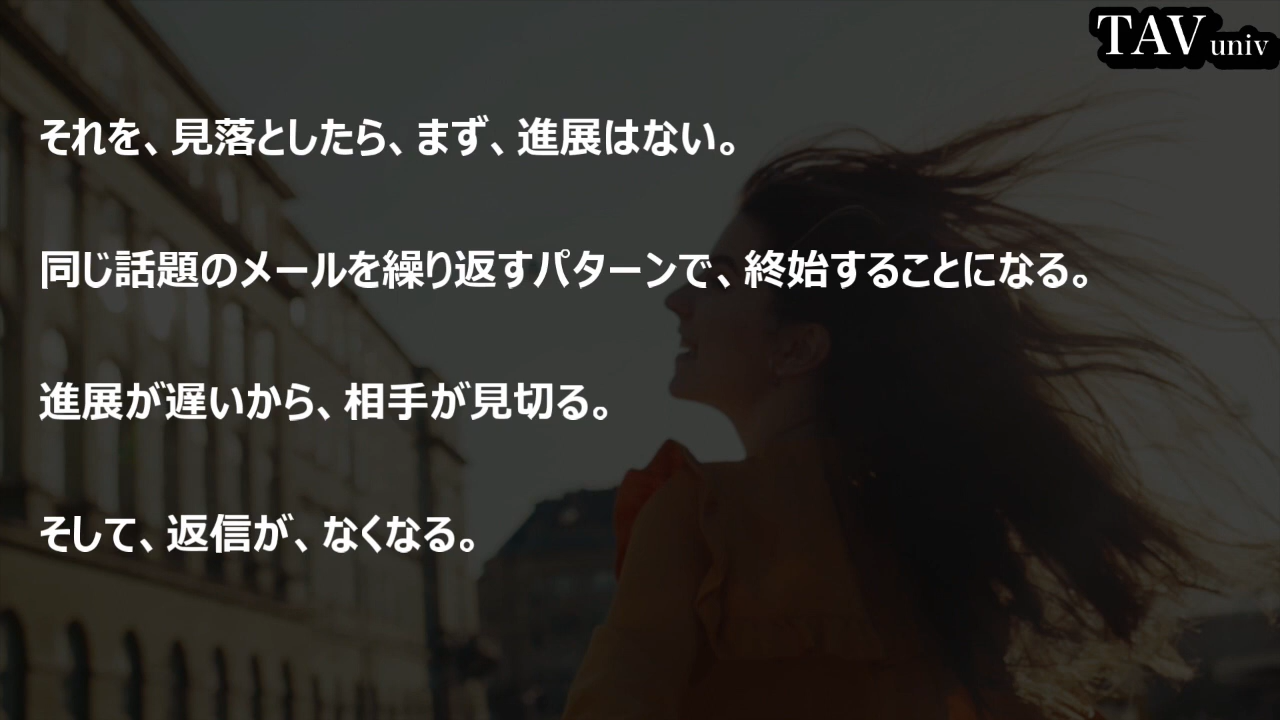 TAV univ
それを、見落としたら、まず、進展はない。
同じ話題のメールを繰り返すパターンで、終始することになる。
進展が遅いから、相手が見切る。
そして、返信が、なくなる。